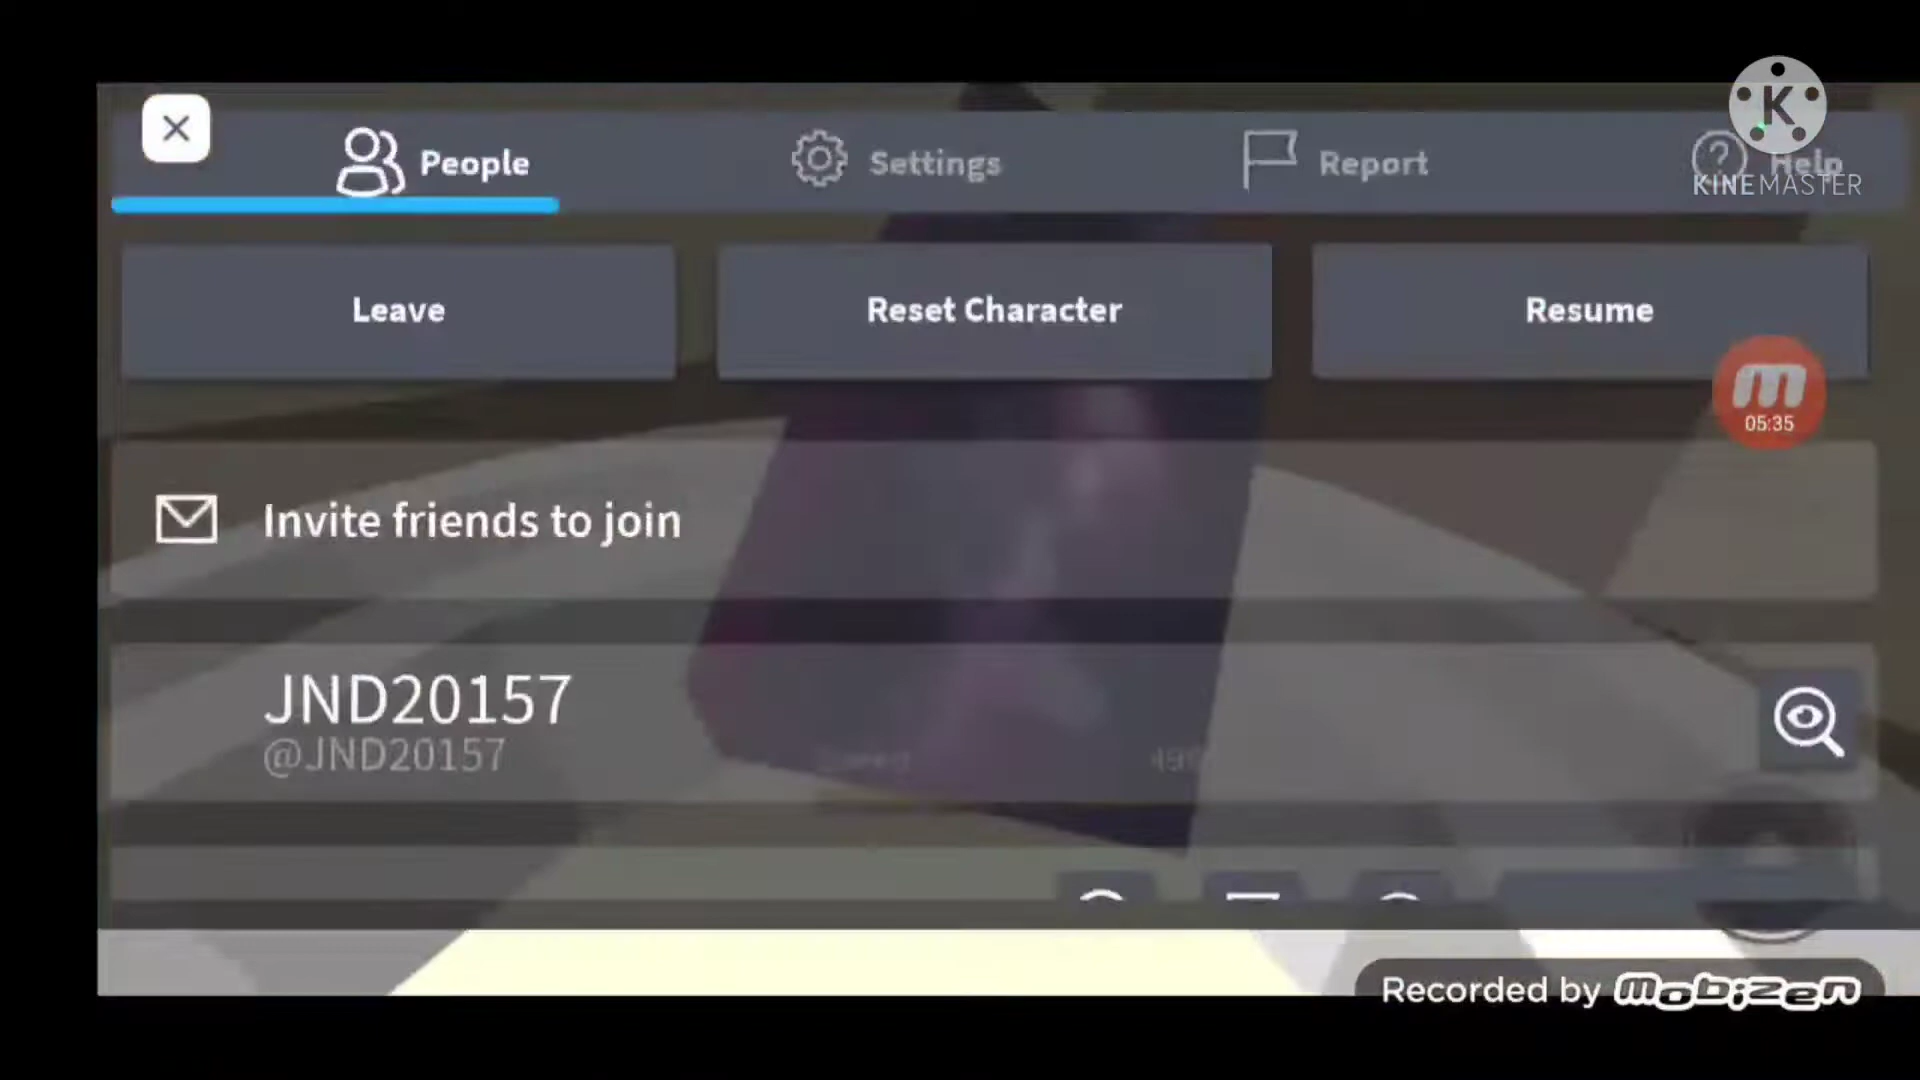 People
Settings
Report
Help
K
KINEMASTER
Leave
Reset Character
Resume
m
05:35
Invite friends to join
JND20157
@JND20157
Recorded by mobizen